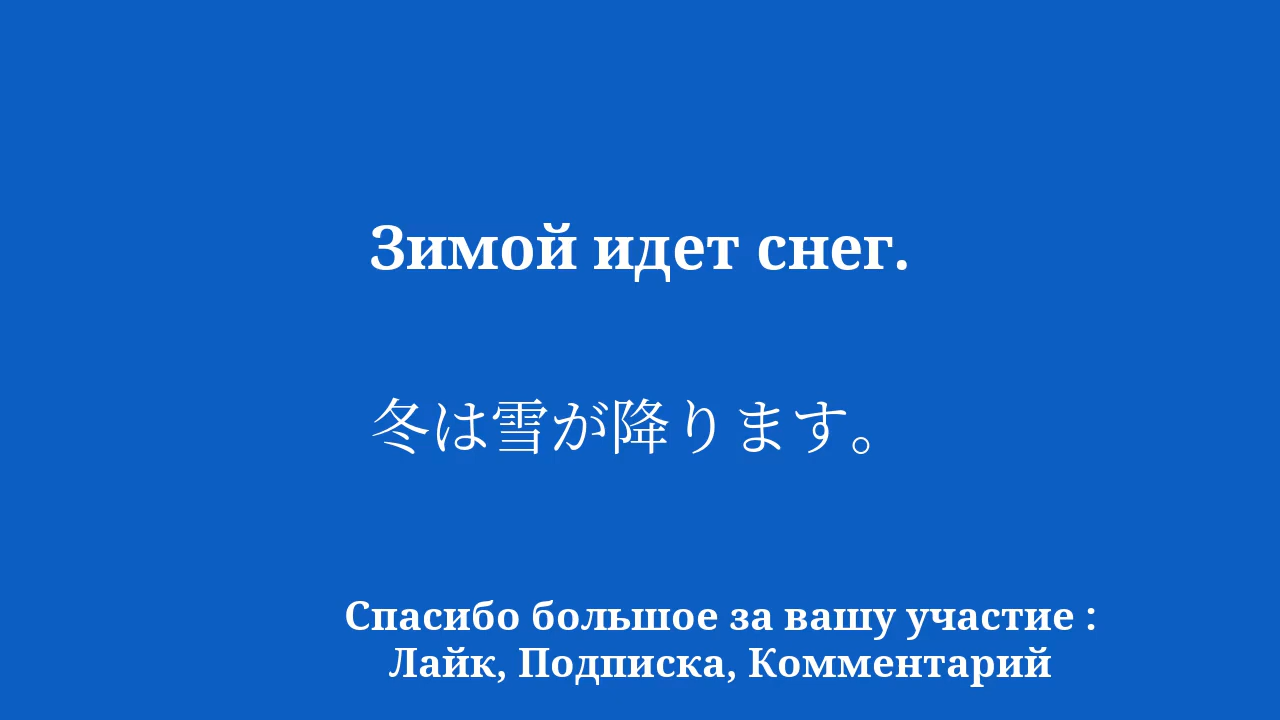 Зимой идет снег.
冬は雪が降ります。
Спасибо большое за вашу участие :
Лайк, Подписка, Комментарий